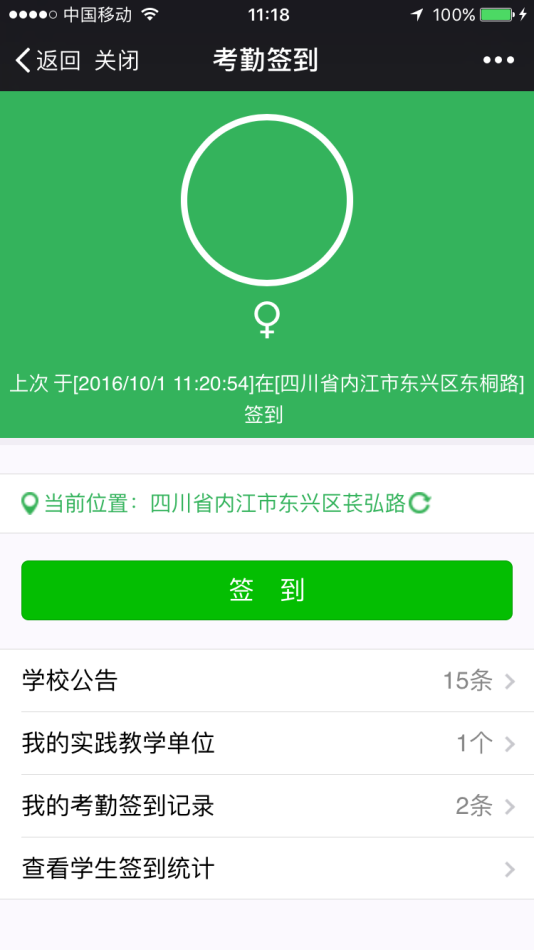 中国移动 11:18 100%
返回 关闭 考勤签到
上次 于[2016/10/1 11:20:54]在[四川省内江市东兴区东桐路]
签到
当前位置：四川省内江市东兴区苌弘路
签 到
学校公告 15条
我的实践教学单位 1个
我的考勤签到记录 2条
查看学生签到统计